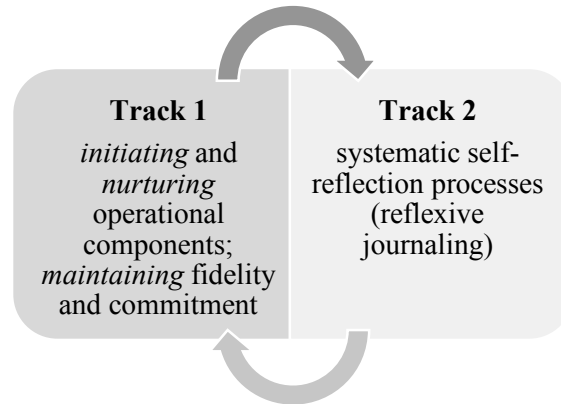 Track 1
initiating and
nurturing
operational
components;
maintaining fidelity
and commitment
Track 2
systematic self-
reflection processes
(reflexive
journaling)